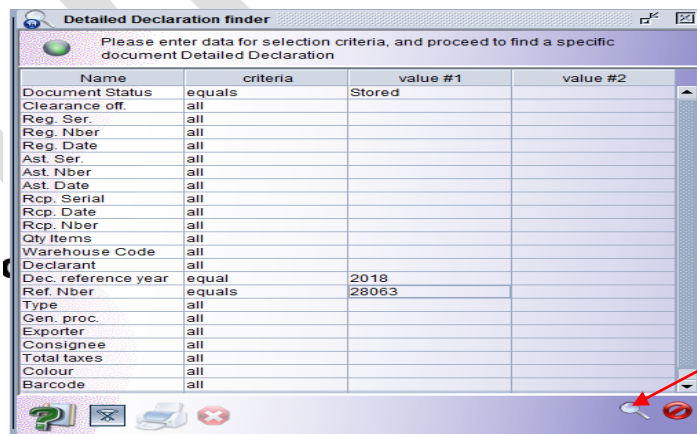 Detailed Declaration finder
Please enter data for selection criteria, and proceed to find a specific
document Detailed Declaration
Name criteria value #1 value #2
Document Status equals Stored
Clearance off. all
Reg. Ser. all
Reg. Nber all
Reg. Date all
Ast. Ser. all
Ast. Nber all
Ast. Date all
Rcp. Serial all
Rcp. Date all
Rcp. Nber all
Qty Items all
Warehouse Code all
Declarant all
Dec. reference year equal 2018
Ref. Nber equals 28063
Type all
Gen. proc. all
Exporter all
Consignee all
Total taxes all
Colour all
Barcode all